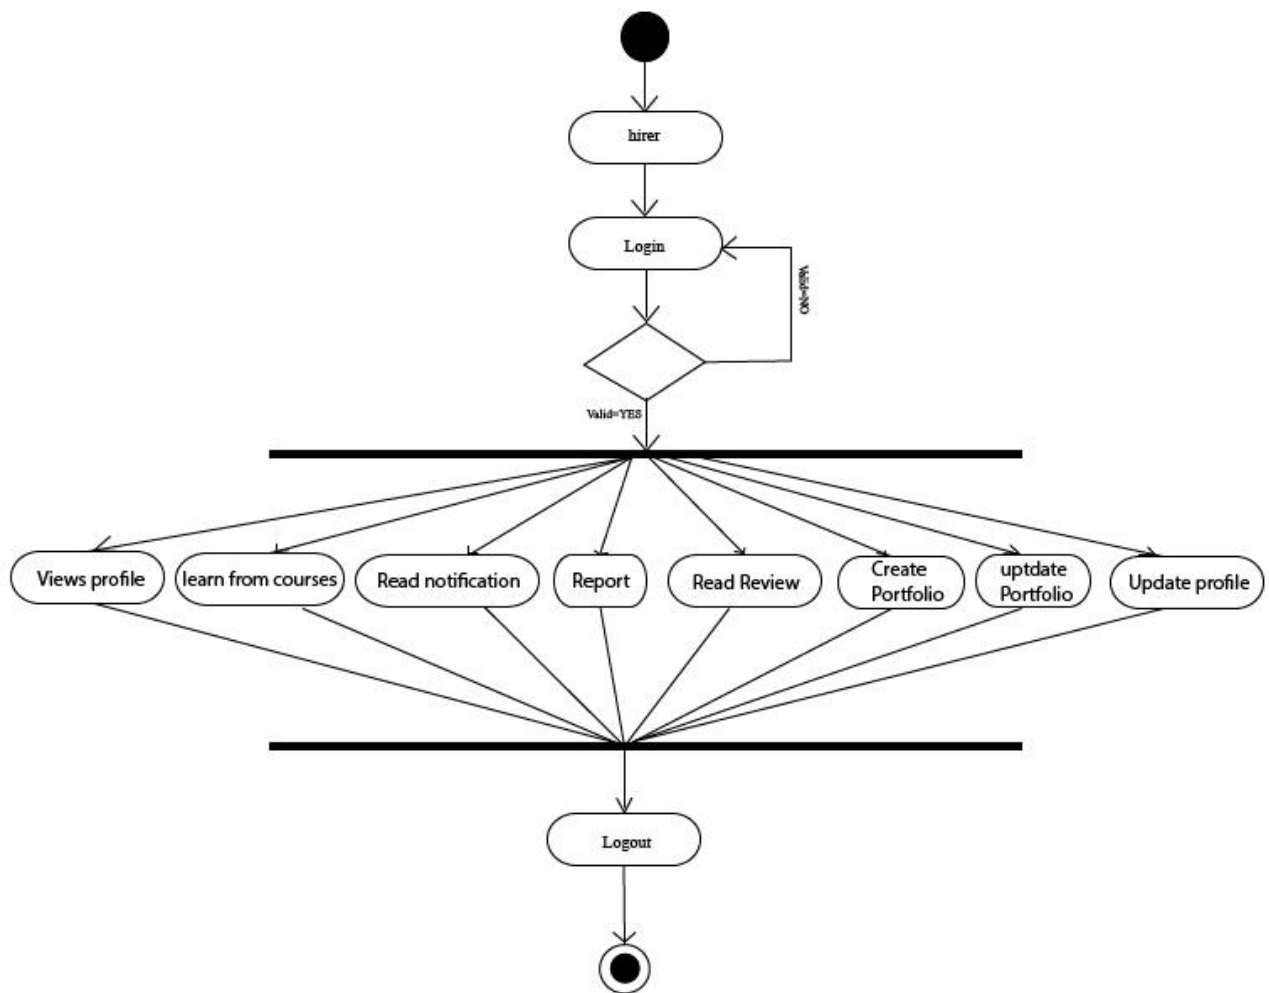 hirer
Login
Valid=NO
Valid=YES
Views profile
learn from courses
Read notification
Report
Read Review
Create
Portfolio
uptdate
Portfolio
Update profile
Logout